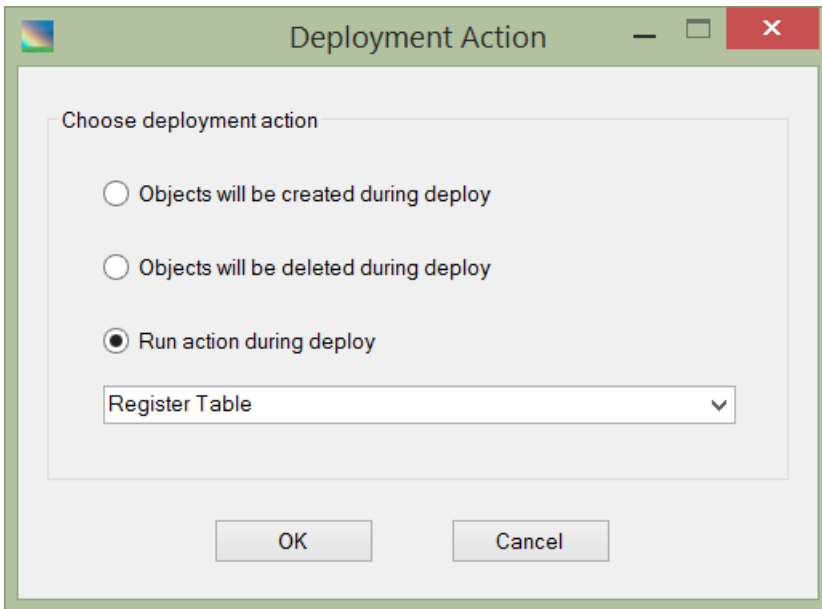 Deployment Action
Choose deployment action
Objects will be created during deploy
Objects will be deleted during deploy
Run action during deploy
Register Table
OK
Cancel